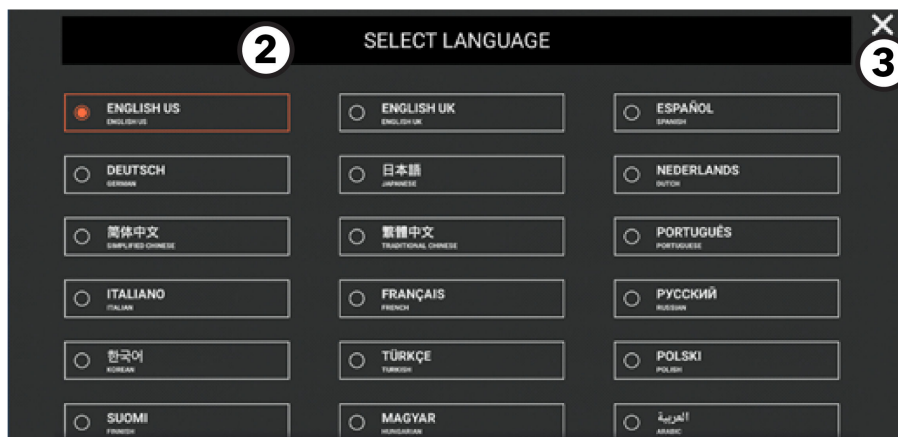 SELECT LANGUAGE
2
3
ENGLISH US
ENGLISH US
ENGLISH UK
ENGLISH UK
ESPAÑOL
SPANISH
DEUTSCH
GERMAN
日本語
JAPANESE
NEDERLANDS
DUTCH
简体中文
SIMPLIFIED CHINESE
繁體中文
TRADITIONAL CHINESE
PORTUGUÊS
PORTUGUESE
ITALIANO
ITALIAN
FRANÇAIS
FRENCH
РУССКИЙ
RUSSIAN
한국어
KOREAN
TÜRKÇE
TURKISH
POLSKI
POLISH
SUOMI
FINNISH
MAGYAR
HUNGARIAN
العربية
ARABIC